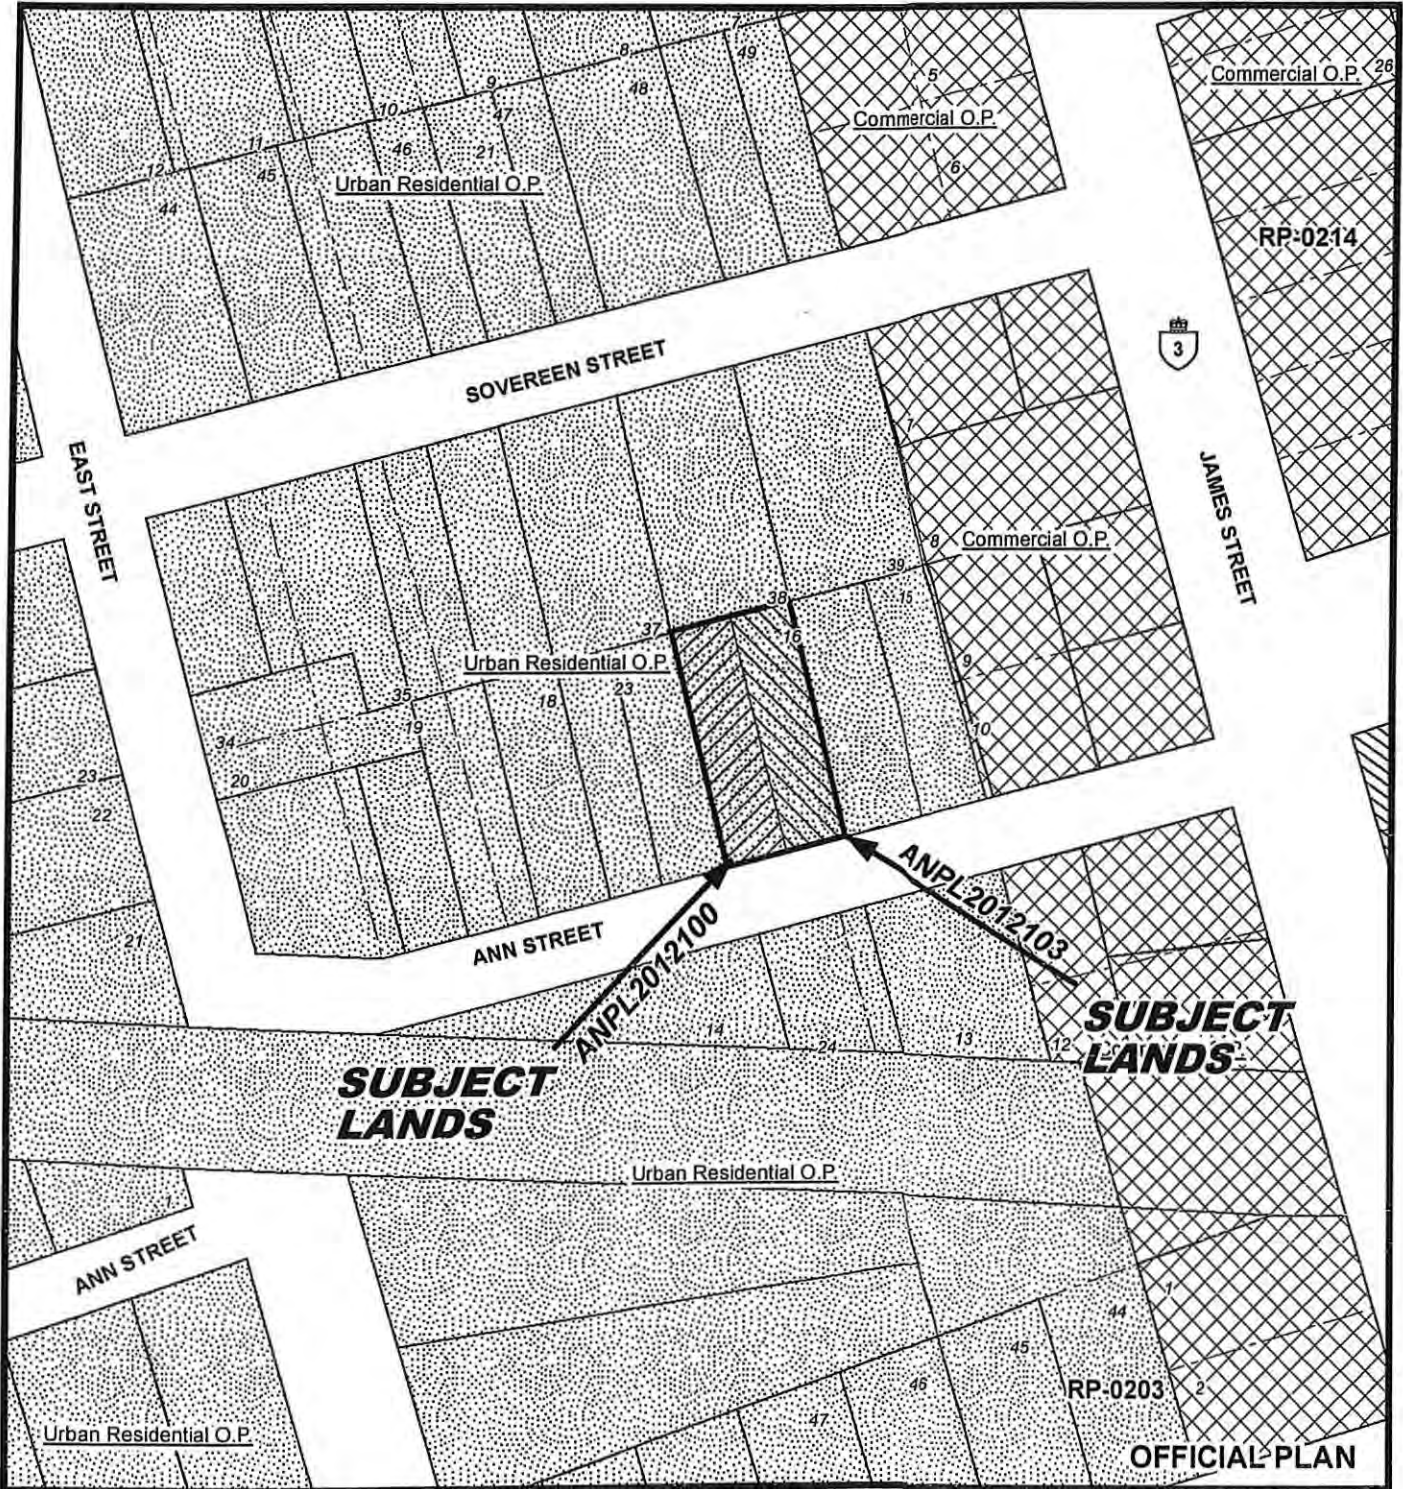 49
8
48
9
47
10
46
21
11
45
12
44
Urban Residential O.P.
5
Commercial O.P.
6
Commercial O.P.
26
RP-0214
3
SOVEREEN STREET
EAST STREET
JAMES STREET
7
8
Commercial O.P.
39
15
38
16
37
Urban Residential O.P.
9
10
23
18
35
19
34
20
23
22
21
ANN STREET
ANPL2012100
ANPL2012103
SUBJECT
LANDS
SUBJECT
LANDS
14
24
13
12
Urban Residential O.P.
1
ANN STREET
1
44
45
46
47
RP-0203
2
Urban Residential O.P.
OFFICIAL PLAN